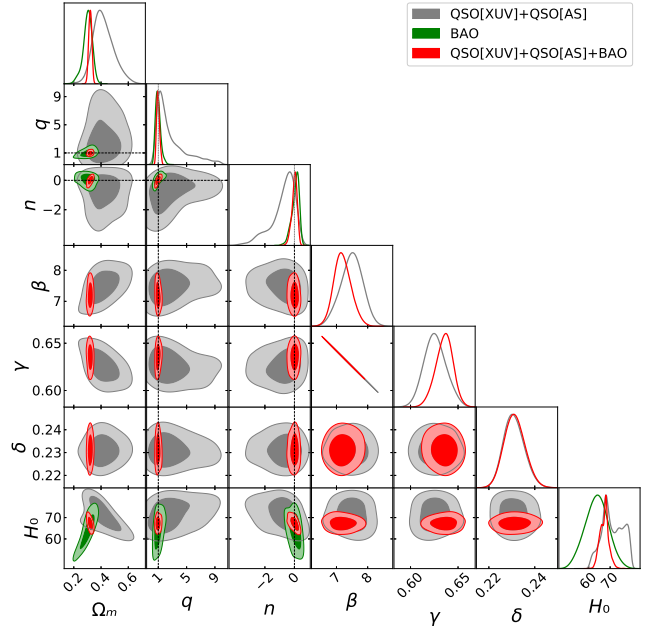 QSO[XUV]+QSO[AS]
BAO
QSO[XUV]+QSO[AS]+BAO
9
q
5
1
0
n
−2
8
β
7
0.65
γ
0.60
0.24
δ
0.23
0.22
70
H₀
60
0.2 0.4 0.6 1 5 9 −2 0 7 8 0.60 0.65 0.22 0.24 60 70
Ωₘ q n β γ δ H₀